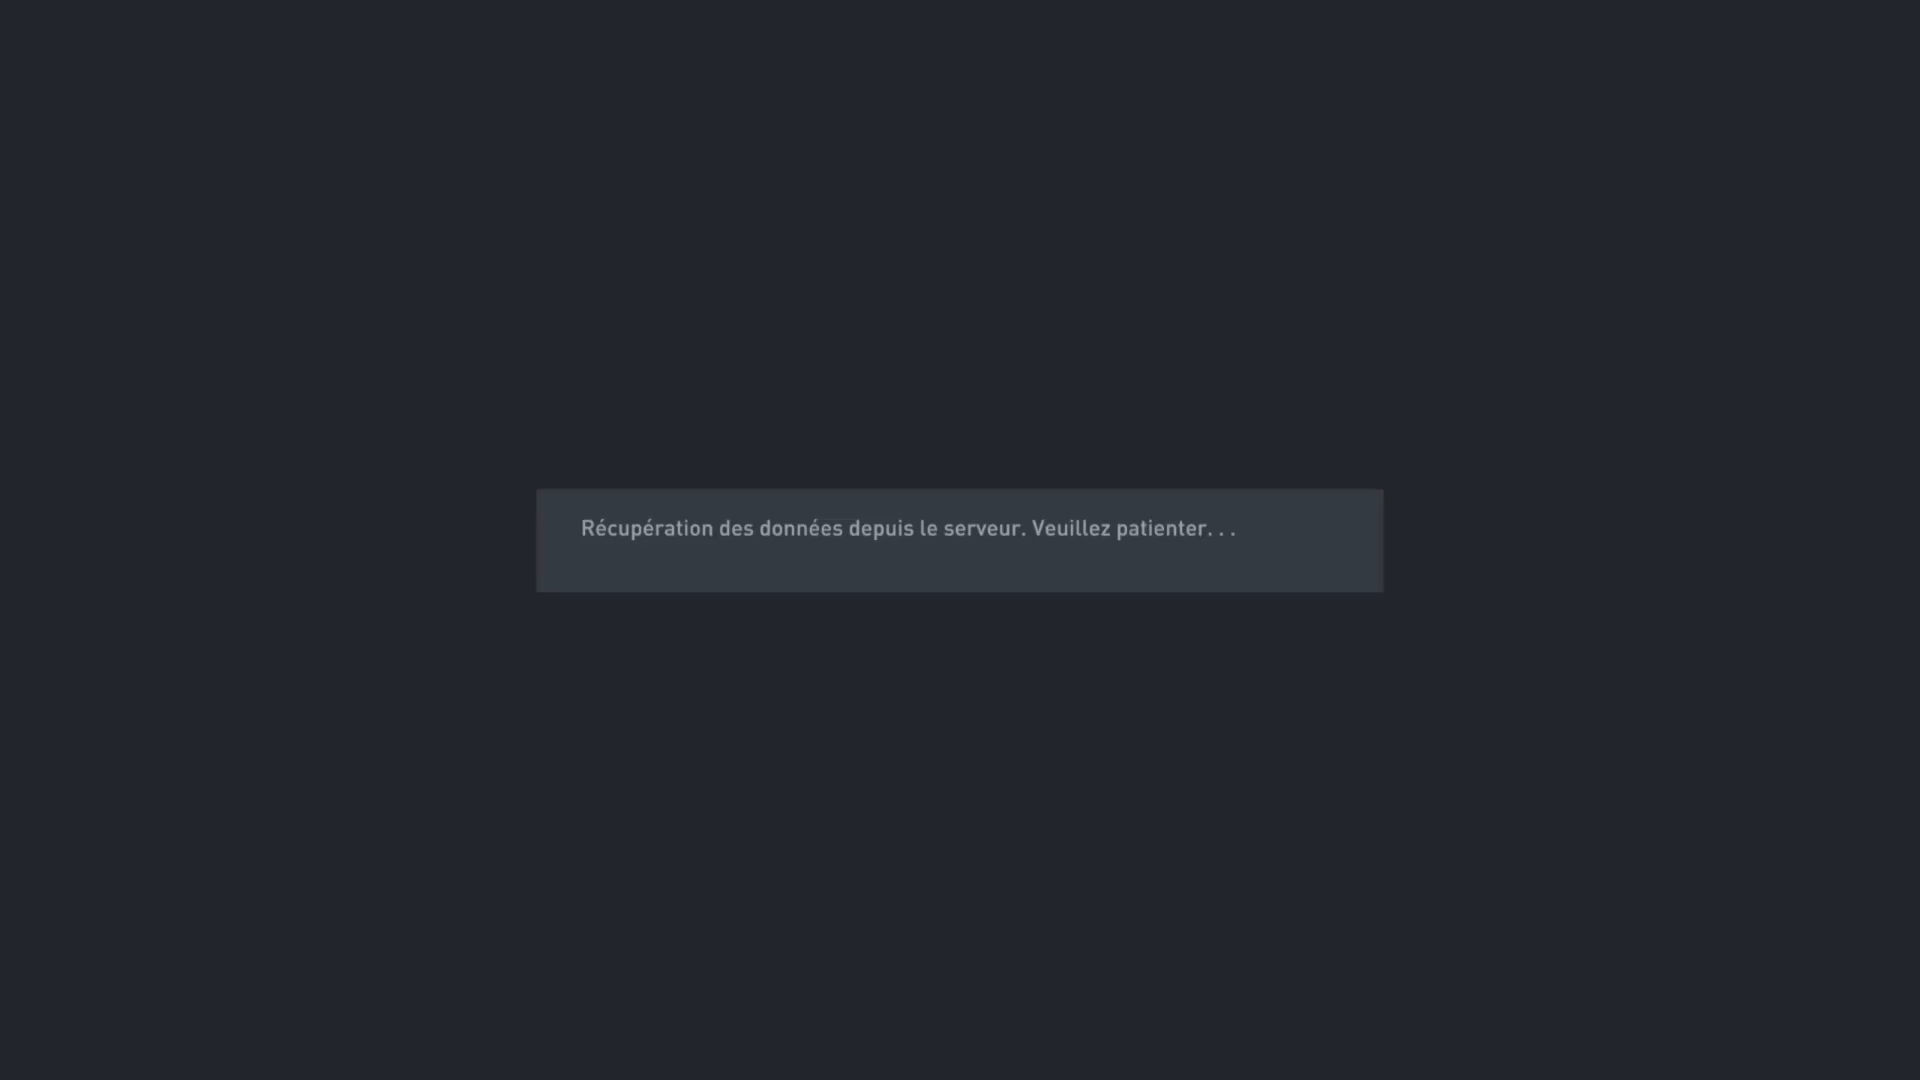 Récupération des données depuis le serveur. Veuillez patienter. . .